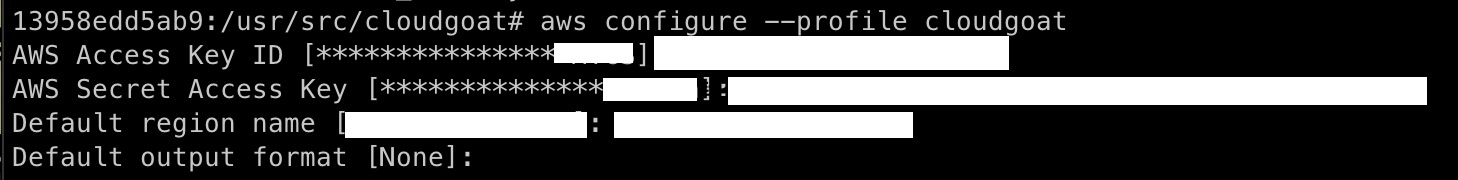 13958edd5ab9:/usr/src/cloudgoat# aws configure --profile cloudgoat
AWS Access Key ID [****************]
AWS Secret Access Key [**************]:
Default region name [:
Default output format [None]: